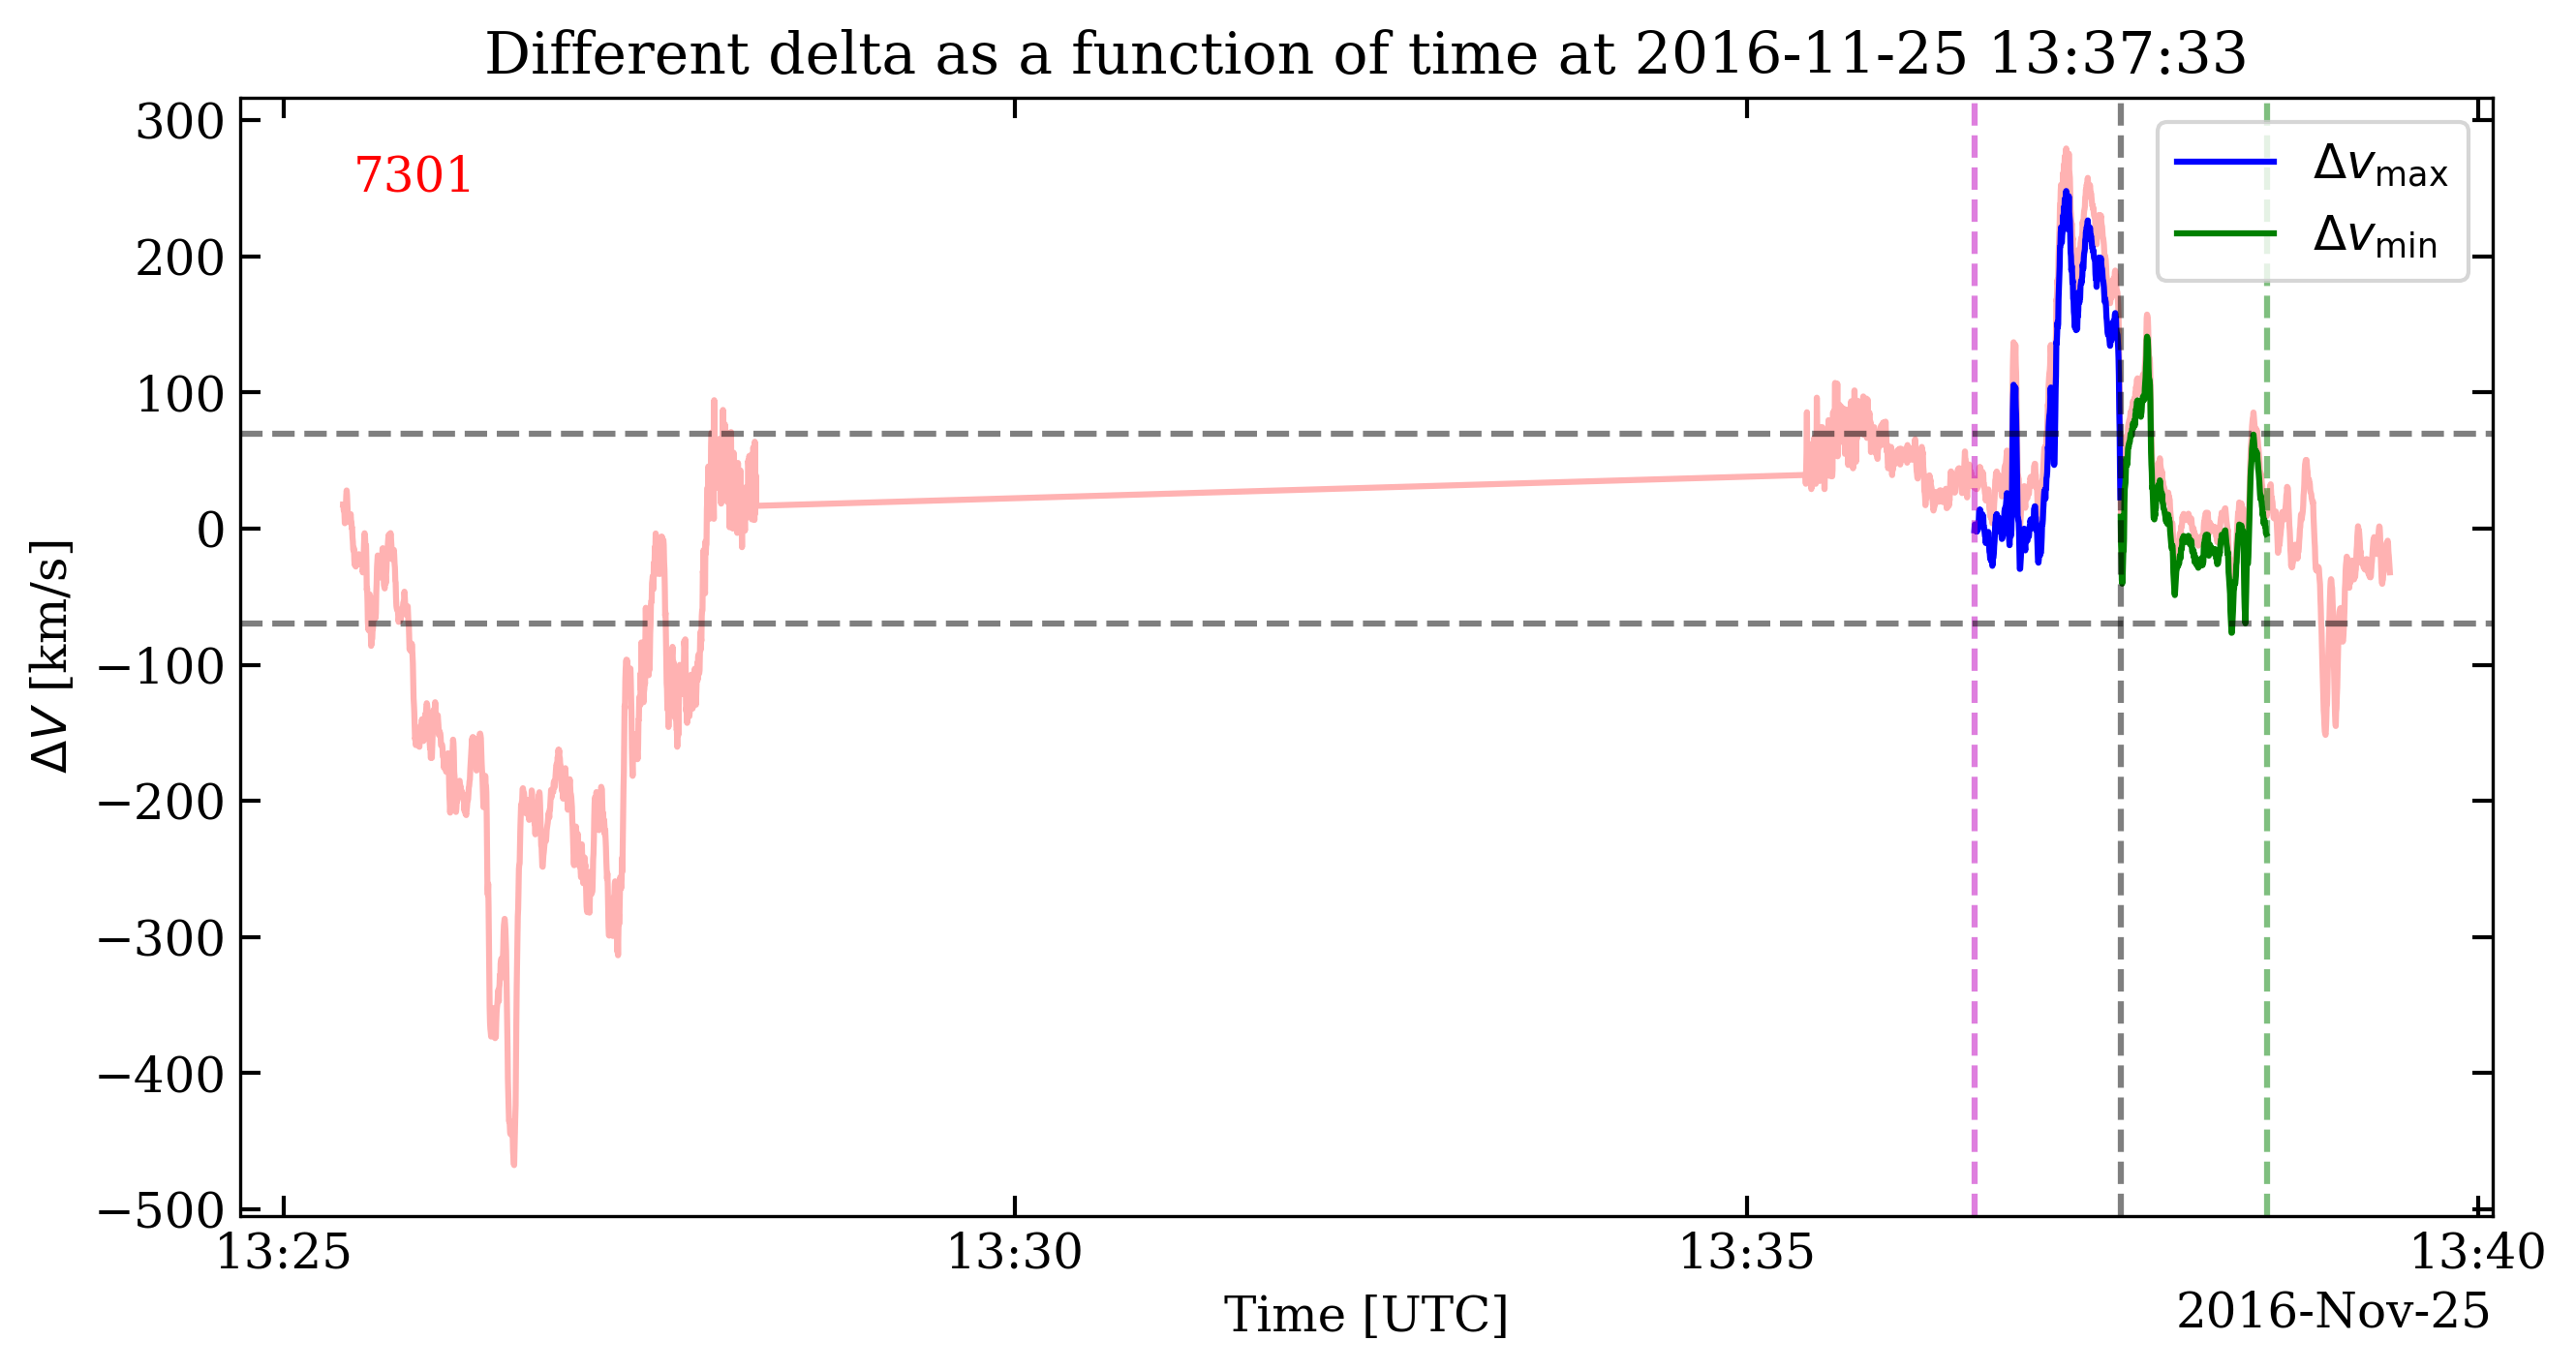 Different delta as a function of time at 2016-11-25 13:37:33
7301
Δv_max
Δv_min
ΔV [km/s]
300
200
100
0
−100
−200
−300
−400
−500
13:25
13:30
13:35
13:40
Time [UTC]
2016-Nov-25